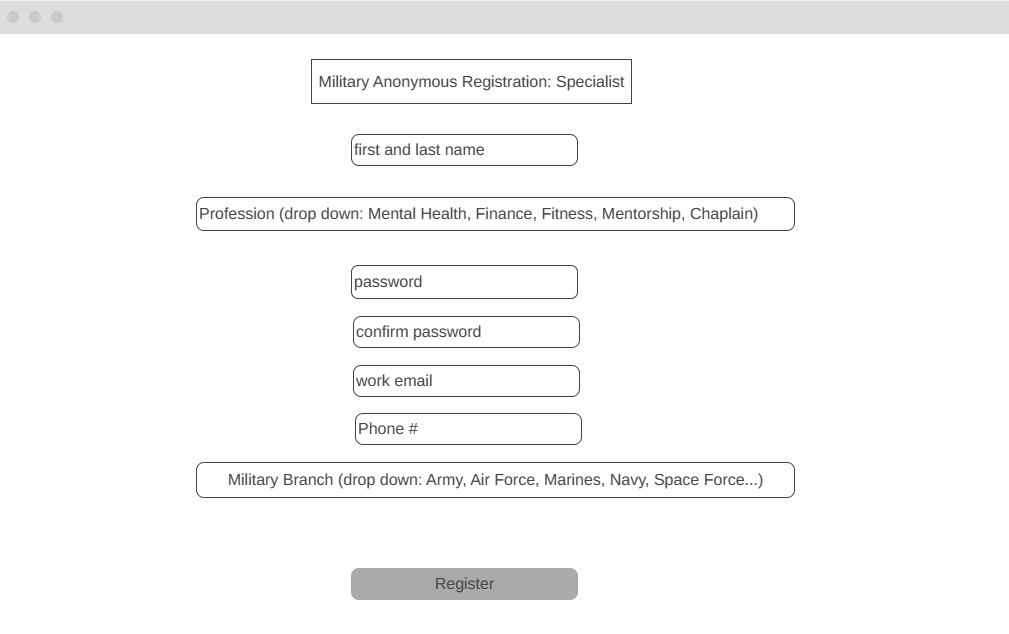 Military Anonymous Registration: Specialist
first and last name
Profession (drop down: Mental Health, Finance, Fitness, Mentorship, Chaplain)
password
confirm password
work email
Phone #
Military Branch (drop down: Army, Air Force, Marines, Navy, Space Force...)
Register